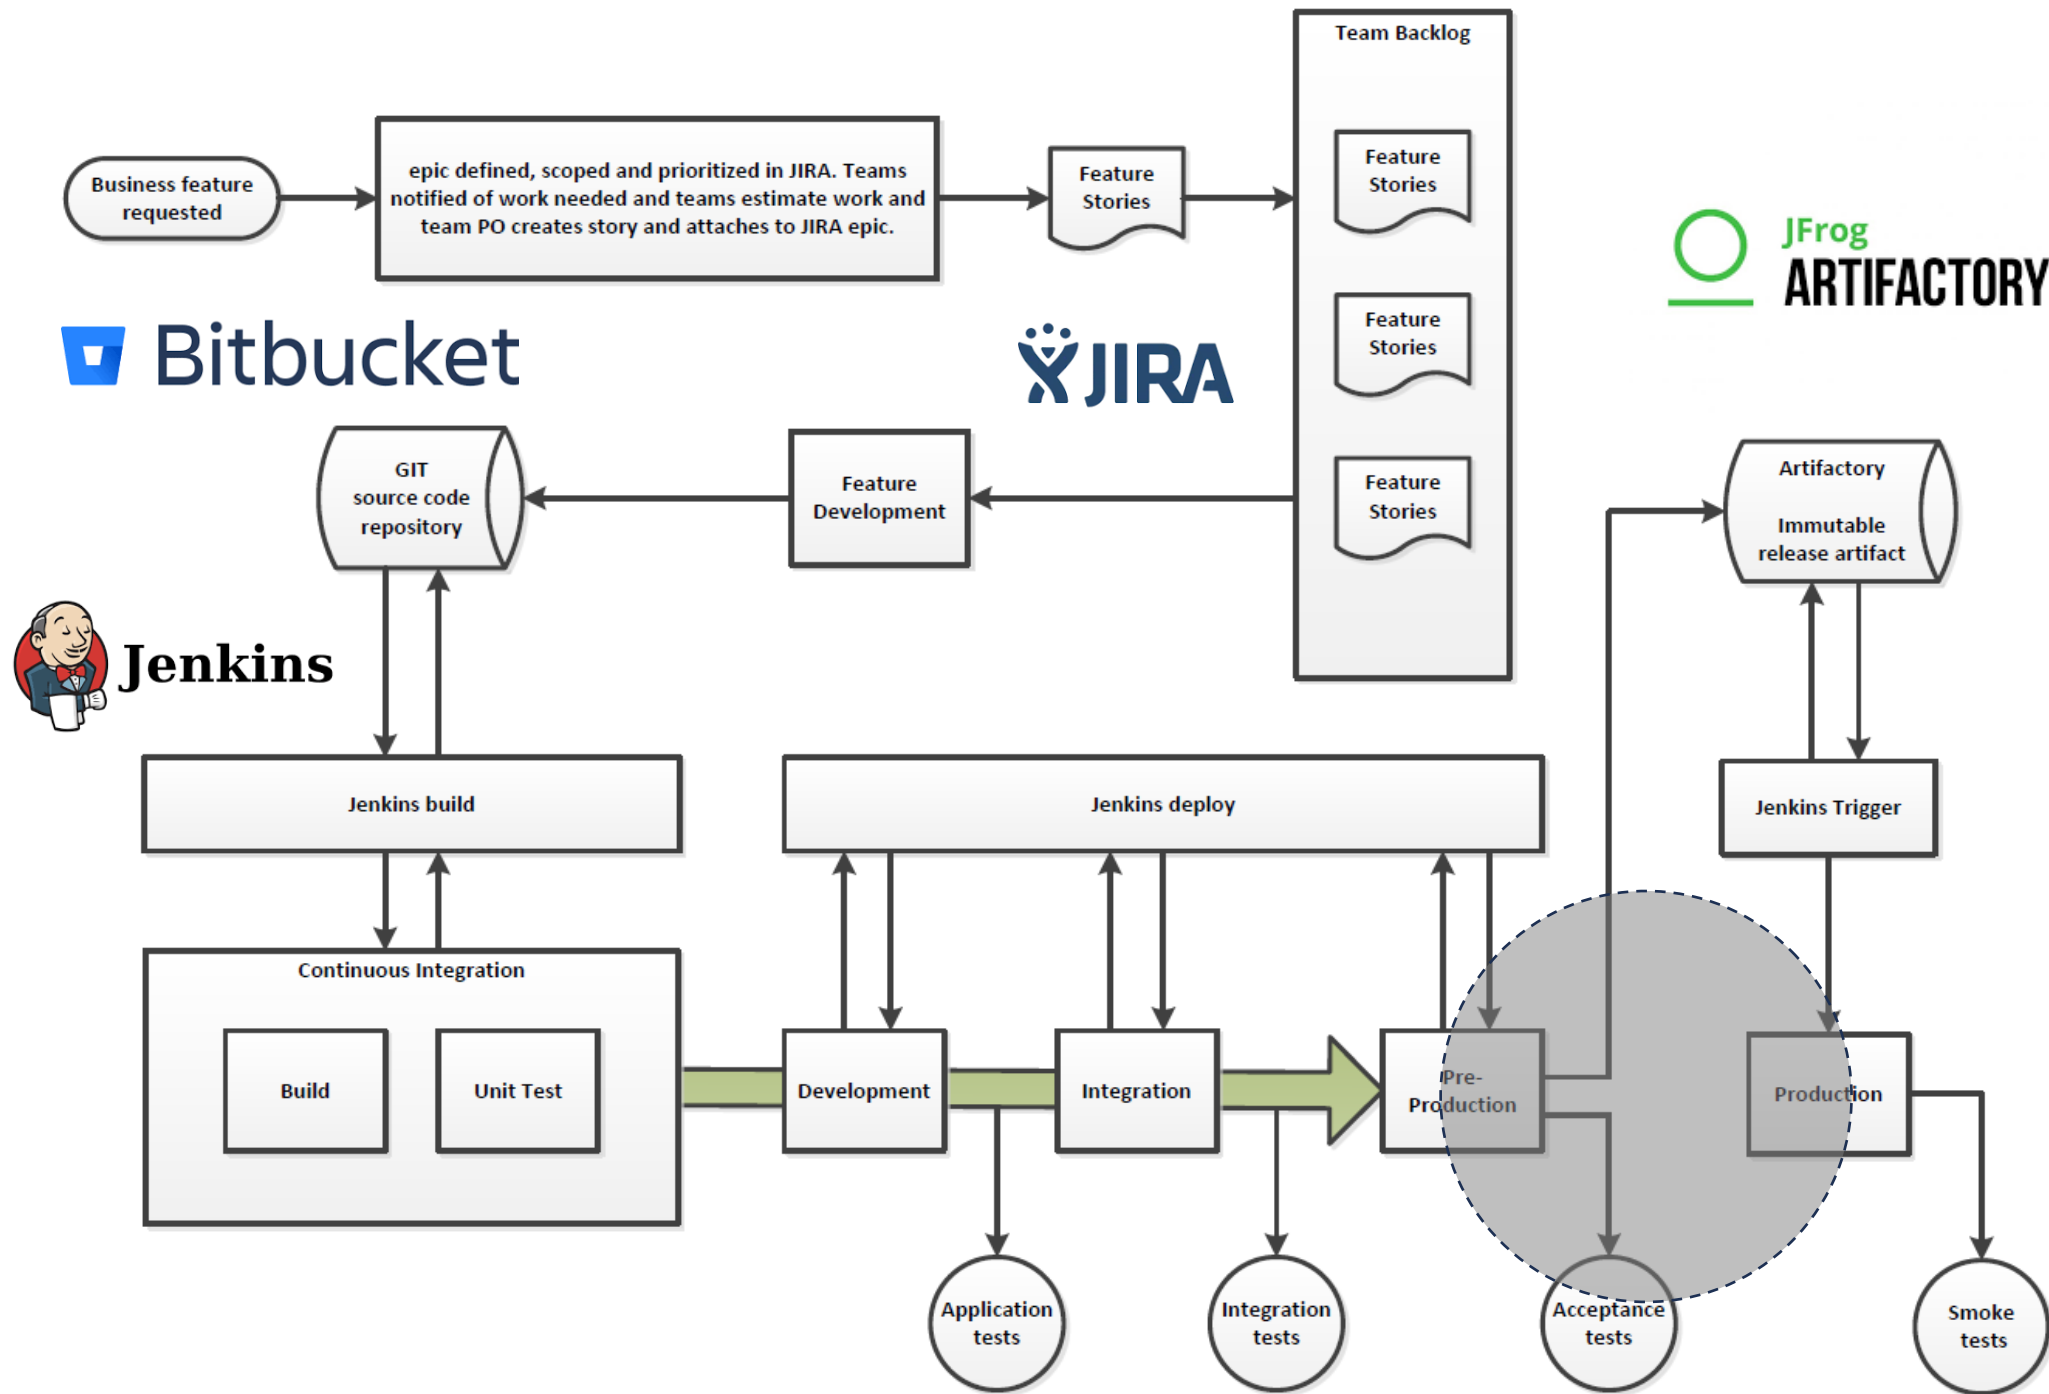 Team Backlog
Business feature
requested
epic defined, scoped and prioritized in JIRA. Teams
notified of work needed and teams estimate work and
team PO creates story and attaches to JIRA epic.
Feature
Stories
Feature
Stories
JFrog
ARTIFACTORY
Bitbucket
JIRA
Feature
Stories
GIT
source code
repository
Feature
Development
Feature
Stories
Artifactory
Immutable
release artifact
Jenkins
Jenkins build
Jenkins deploy
Jenkins Trigger
Continuous Integration
Build
Unit Test
Development
Integration
Pre-
Production
Production
Application
tests
Integration
tests
Acceptance
tests
Smoke
tests